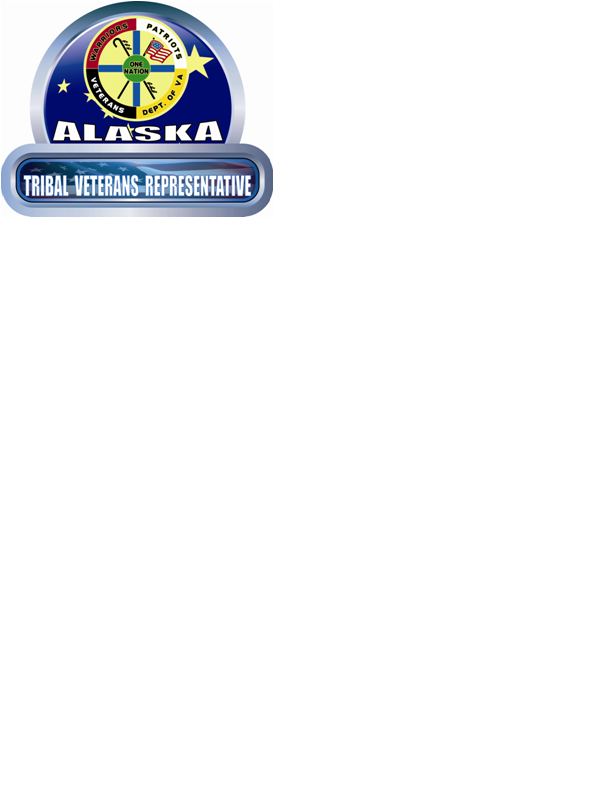 WARRIORS
PATRIOTS
ONE
NATION
VETERANS
DEPT. OF VA
ALASKA
TRIBAL VETERANS REPRESENTATIVE